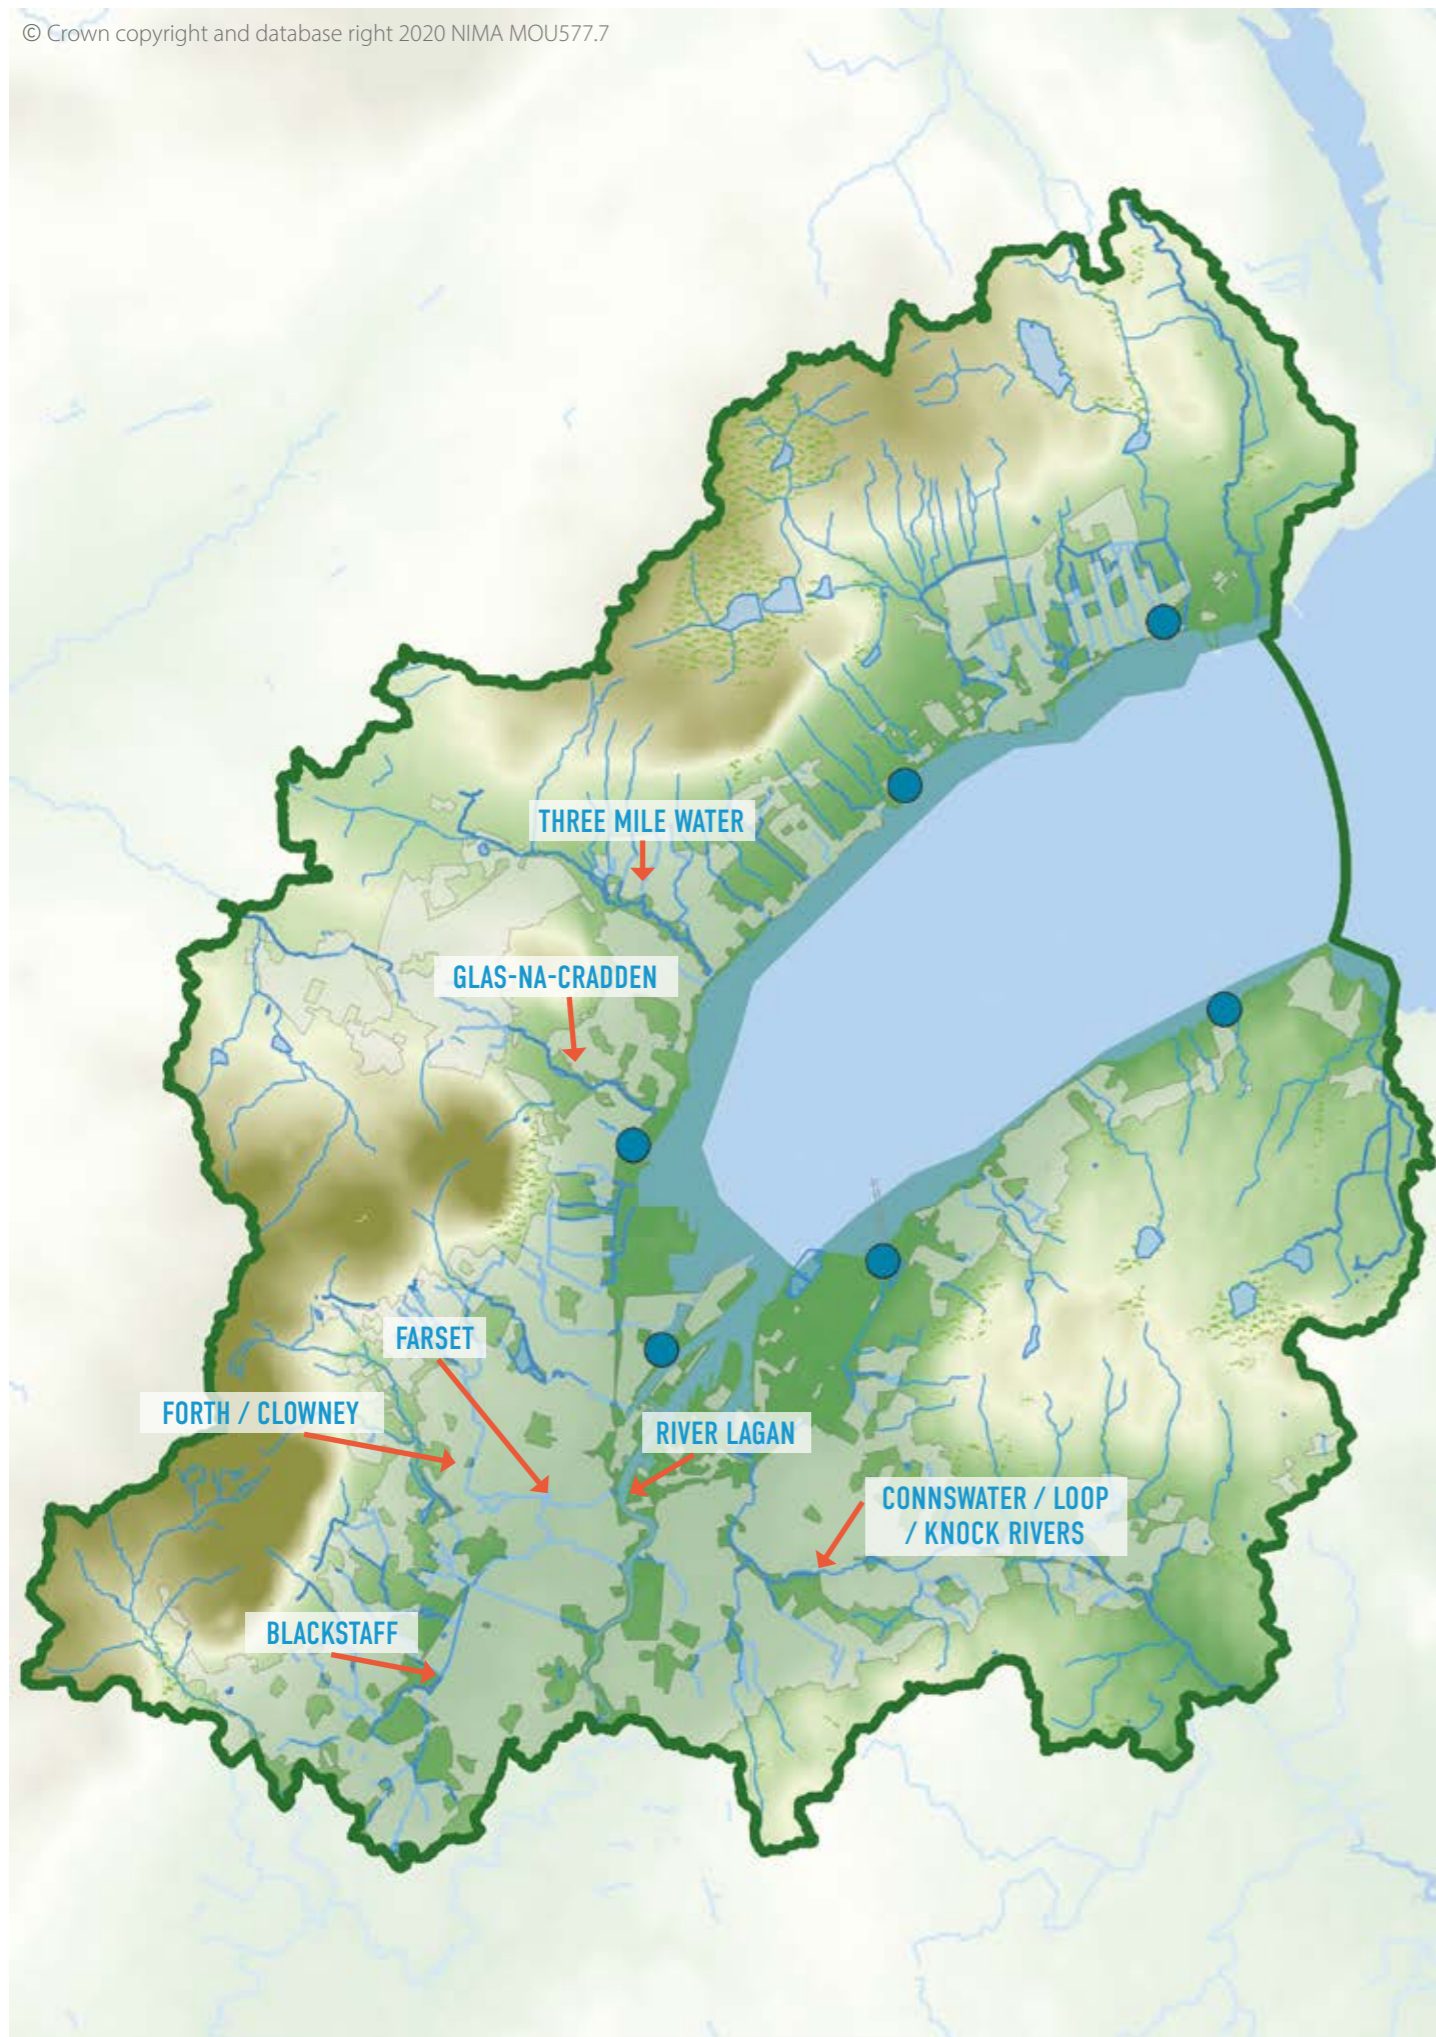 © Crown copyright and database right 2020 NIMA MOU577.7
THREE MILE WATER
GLAS-NA-CRADDEN
FARSET
FORTH / CLOWNEY
RIVER LAGAN
CONNSWATER / LOOP
/ KNOCK RIVERS
BLACKSTAFF